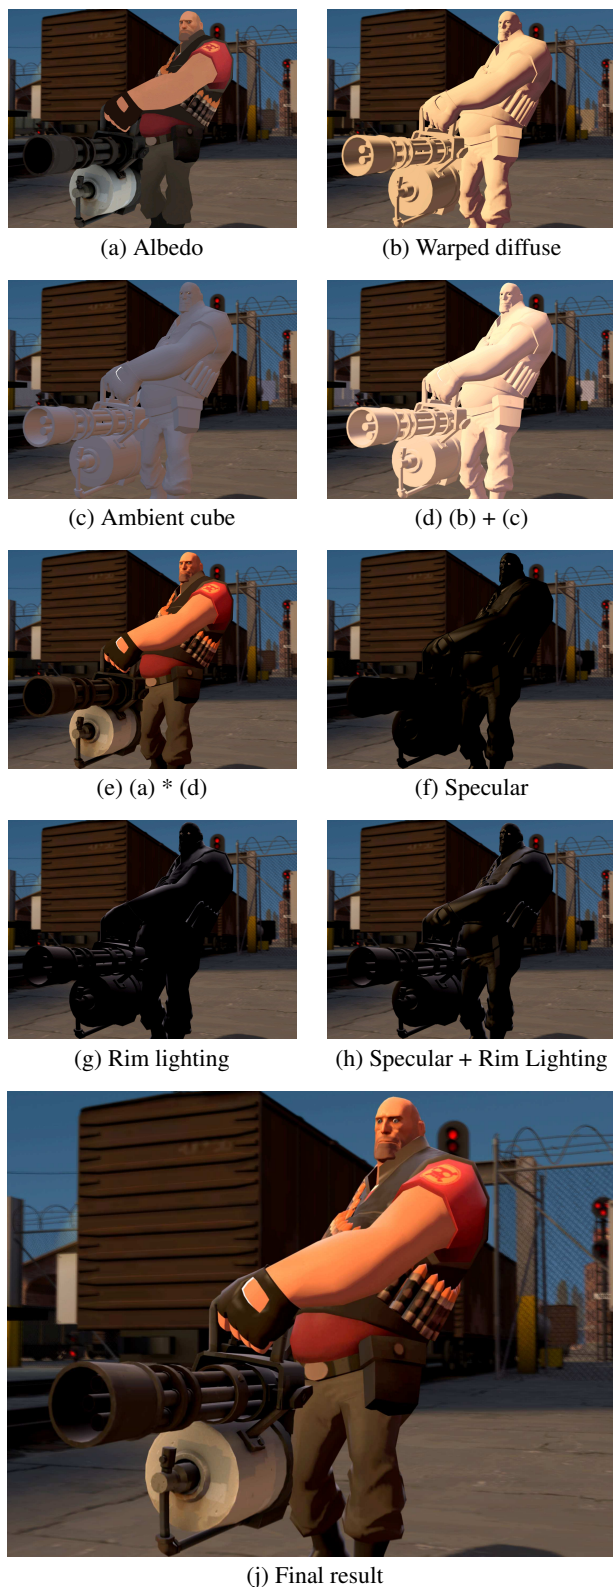 (a) Albedo
(b) Warped diffuse
(c) Ambient cube
(d) (b) + (c)
(e) (a) * (d)
(f) Specular
(g) Rim lighting
(h) Specular + Rim Lighting
(j) Final result